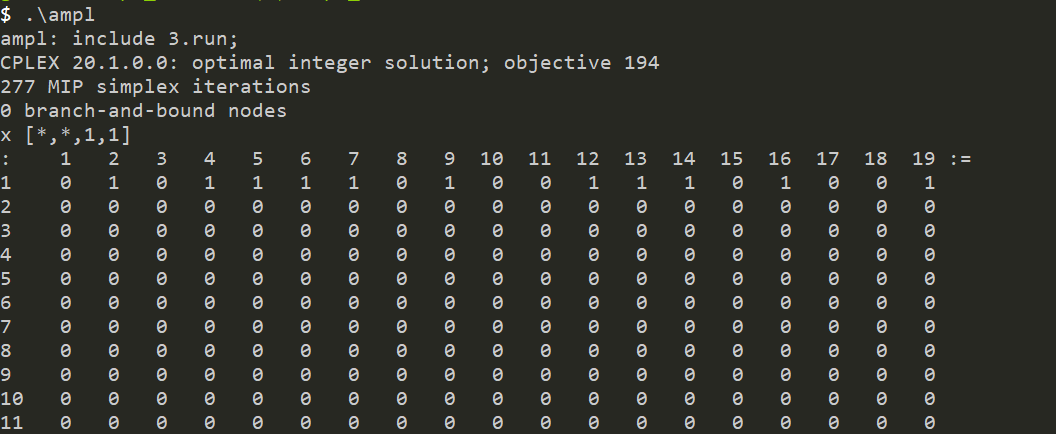 $ .\ampl
ampl: include 3.run;
CPLEX 20.1.0.0: optimal integer solution; objective 194
277 MIP simplex iterations
0 branch-and-bound nodes
x [*,*,1,1]
:    1   2   3   4   5   6   7   8   9  10  11  12  13  14  15  16  17  18  19 :=
1    0   1   0   1   1   1   1   0   1   0   0   1   1   1   0   1   0   0   1
2    0   0   0   0   0   0   0   0   0   0   0   0   0   0   0   0   0   0   0
3    0   0   0   0   0   0   0   0   0   0   0   0   0   0   0   0   0   0   0
4    0   0   0   0   0   0   0   0   0   0   0   0   0   0   0   0   0   0   0
5    0   0   0   0   0   0   0   0   0   0   0   0   0   0   0   0   0   0   0
6    0   0   0   0   0   0   0   0   0   0   0   0   0   0   0   0   0   0   0
7    0   0   0   0   0   0   0   0   0   0   0   0   0   0   0   0   0   0   0
8    0   0   0   0   0   0   0   0   0   0   0   0   0   0   0   0   0   0   0
9    0   0   0   0   0   0   0   0   0   0   0   0   0   0   0   0   0   0   0
10   0   0   0   0   0   0   0   0   0   0   0   0   0   0   0   0   0   0   0
11   0   0   0   0   0   0   0   0   0   0   0   0   0   0   0   0   0   0   0